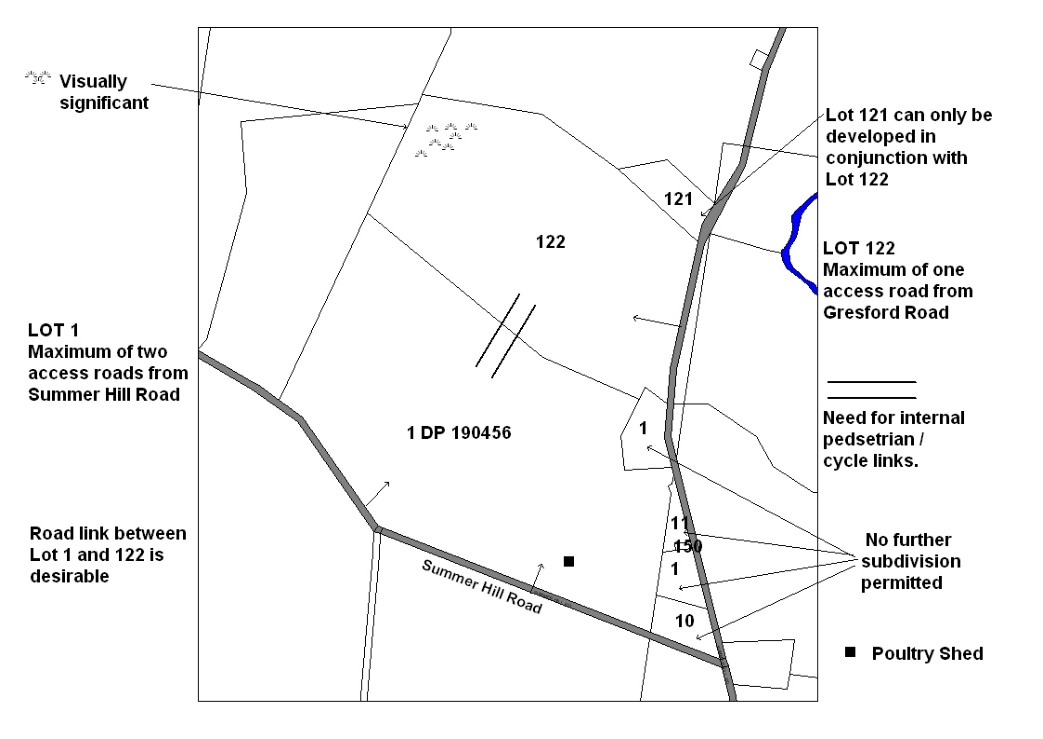 Visually
significant
Lot 121 can only be
developed in
conjunction with
Lot 122
121
122
LOT 122
Maximum of one
access road from
Gresford Road
LOT 1
Maximum of two
access roads from
Summer Hill Road
Need for internal
pedsetrian /
cycle links.
1
1 DP 190456
11
150
1
10
Road link between
Lot 1 and 122 is
desirable
No further
subdivision
permitted
Summer Hill Road
Poultry Shed